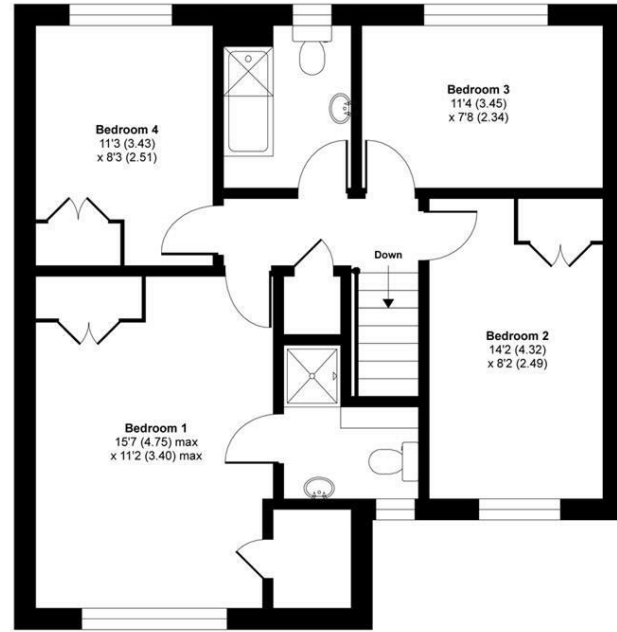 Bedroom 3
11'4 (3.45)
x 7'8 (2.34)
Bedroom 4
11'3 (3.43)
x 8'3 (2.51)
Down
Bedroom 2
14'2 (4.32)
x 8'2 (2.49)
Bedroom 1
15'7 (4.75) max
x 11'2 (3.40) max